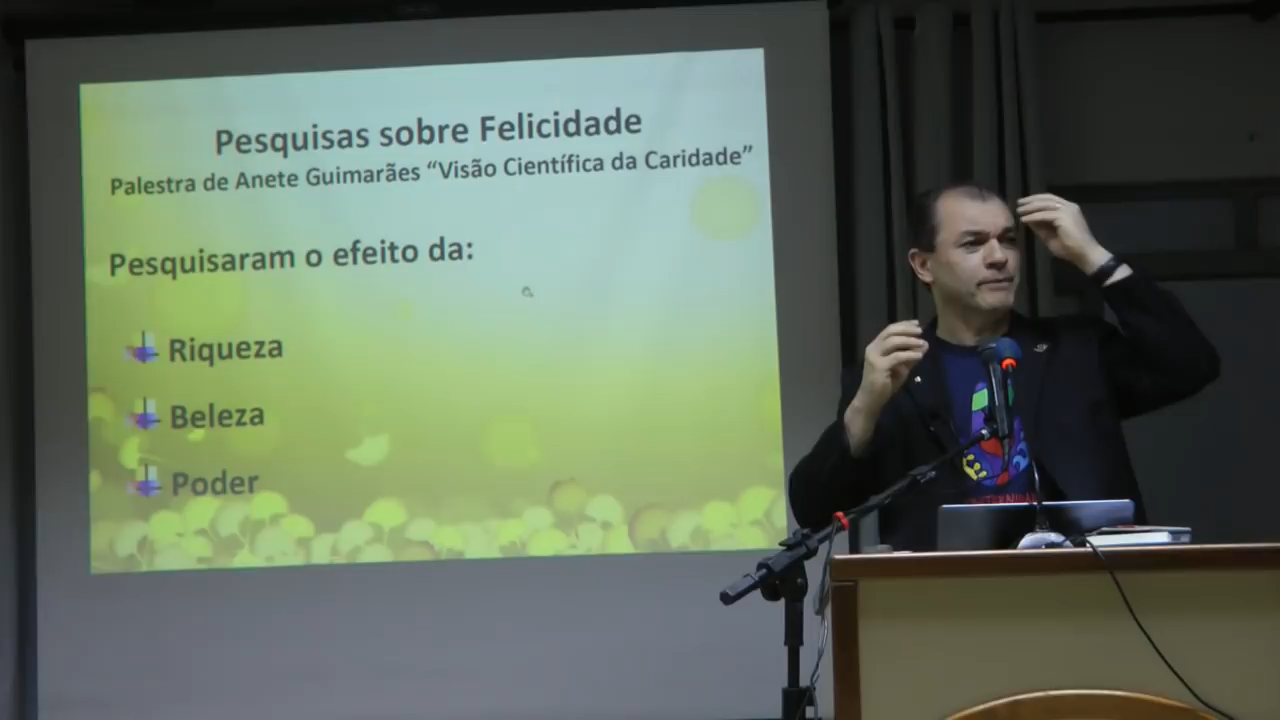 Pesquisas sobre Felicidade
Palestra de Anete Guimarães “Visão Científica da Caridade”
Pesquisaram o efeito da:
Riqueza
Beleza
Poder